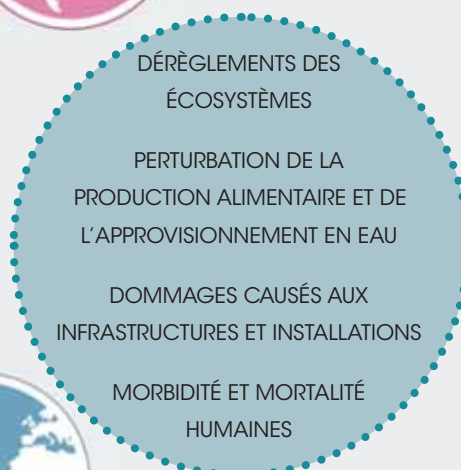 DÉRÈGLEMENTS DES
ÉCOSYSTÈMES
PERTURBATION DE LA
PRODUCTION ALIMENTAIRE ET DE
L'APPROVISIONNEMENT EN EAU
DOMMAGES CAUSÉS AUX
INFRASTRUCTURES ET INSTALLATIONS
MORBIDITÉ ET MORTALITÉ
HUMAINES